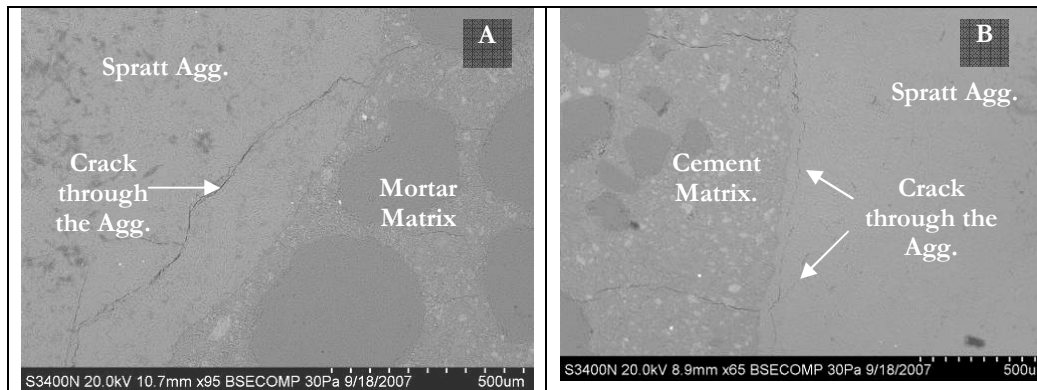 A
Spratt Agg.
Crack
through
the Agg.
Mortar
Matrix
S3400N 20.0kV 10.7mm x95 BSECOMP 30Pa 9/18/2007
500um
B
Spratt Agg.
Cement
Matrix.
Crack
through the
Agg.
S3400N 20.0kV 8.9mm x65 BSECOMP 30Pa 9/18/2007
500um